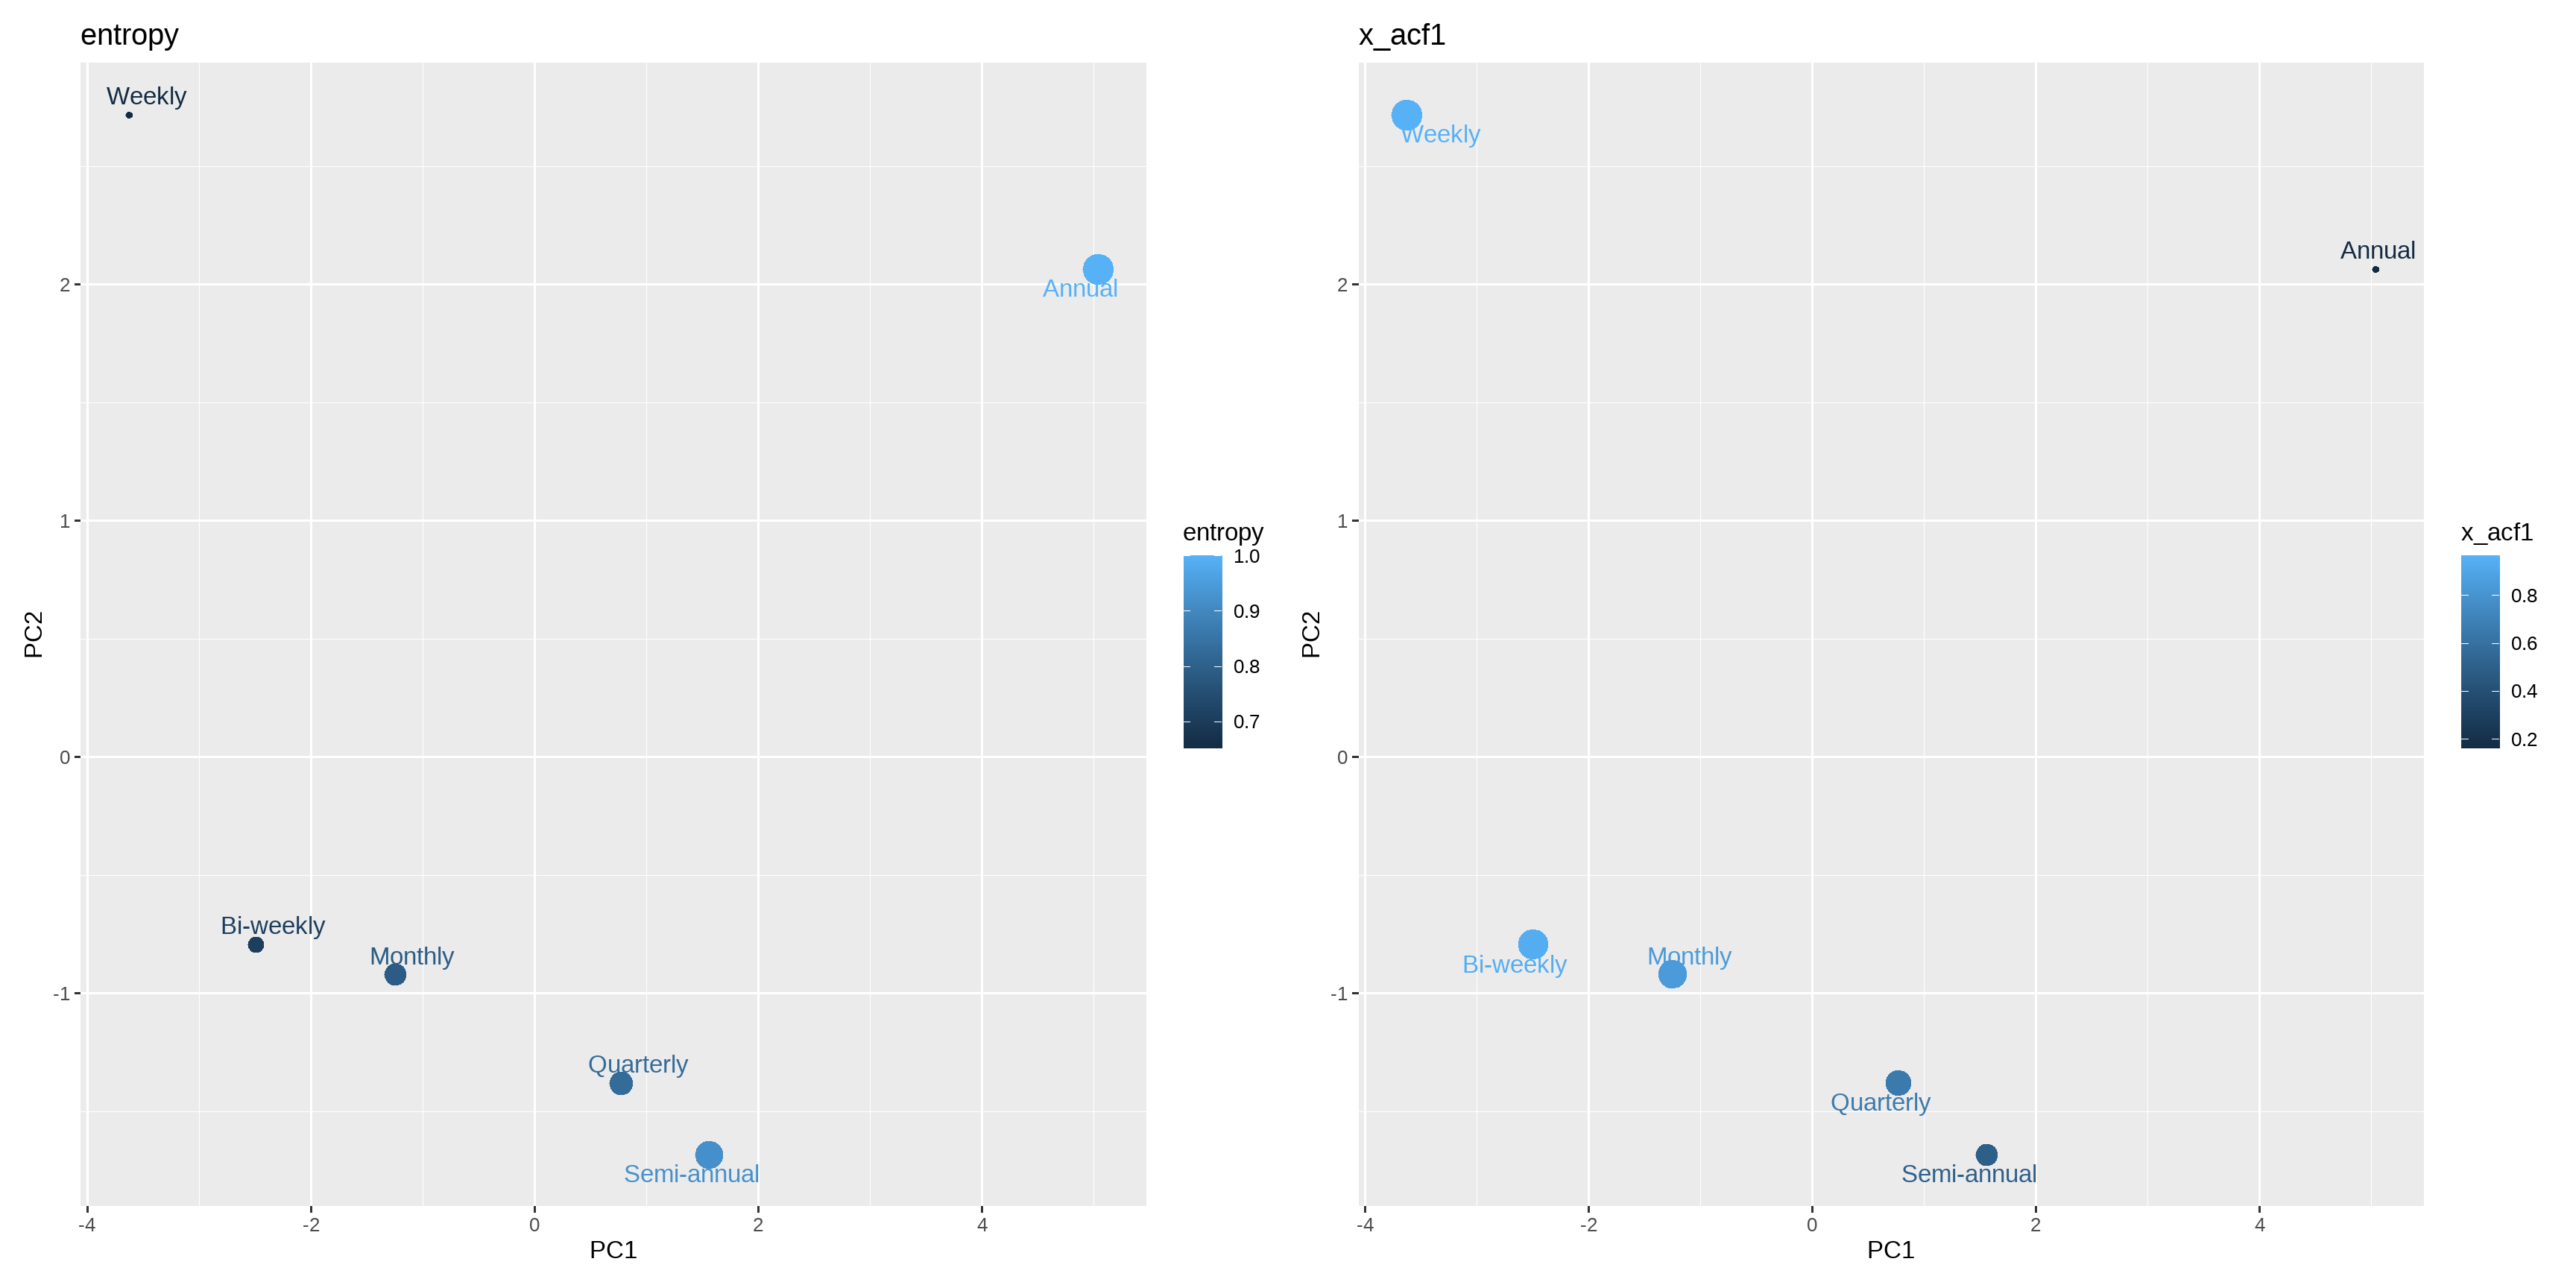 entropy
Weekly
Annual
Bi-weekly
Monthly
Quarterly
Semi-annual
2
1
0
-1
-4
-2
0
2
4
PC1
PC2
entropy
1.0
0.9
0.8
0.7
x_acf1
Weekly
Annual
Bi-weekly
Monthly
Quarterly
Semi-annual
2
1
0
-1
-4
-2
0
2
4
PC1
PC2
x_acf1
0.8
0.6
0.4
0.2